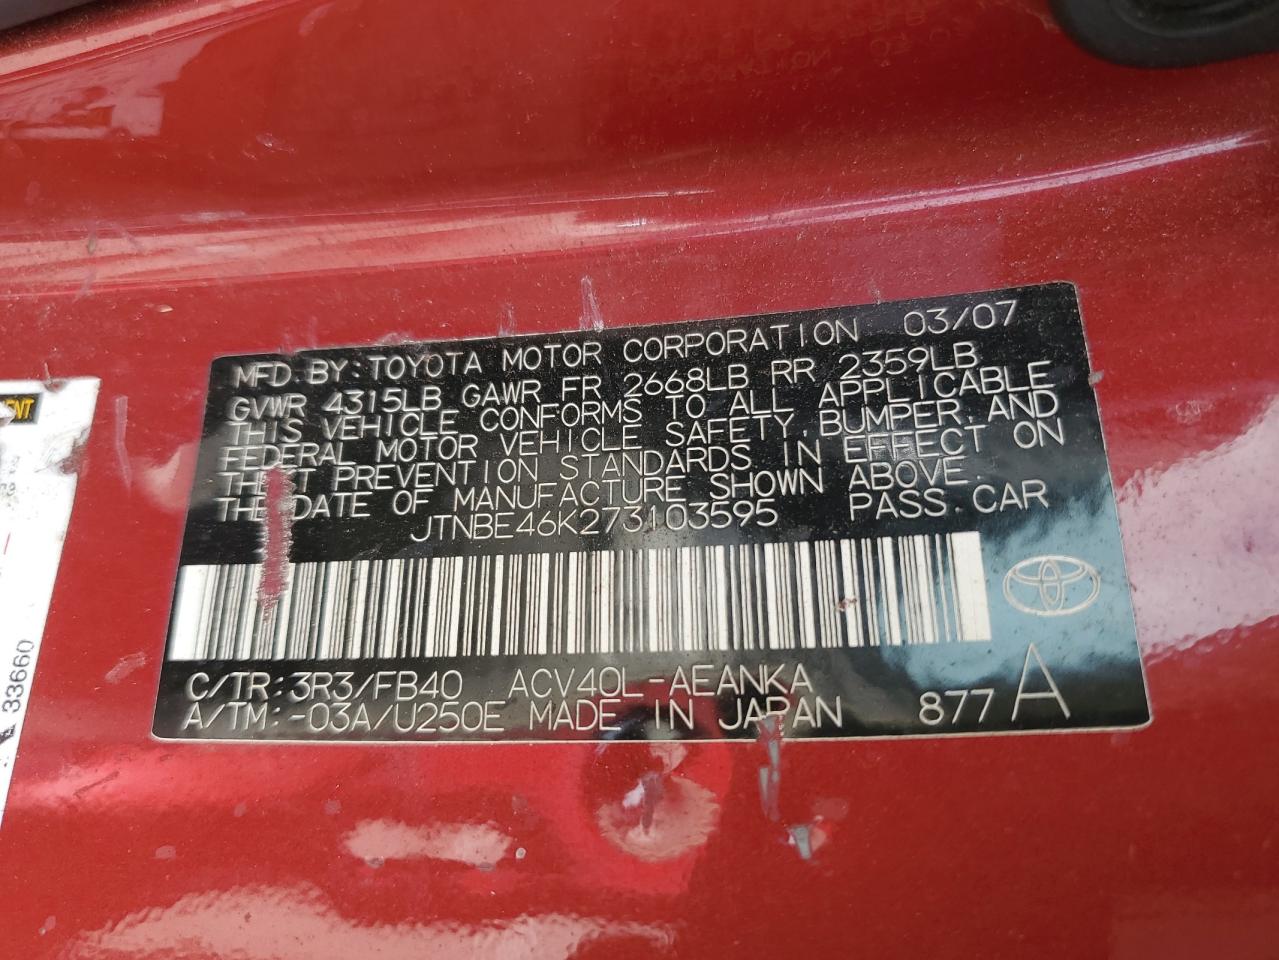 MFD. BY: TOYOTA MOTOR CORPORATION 03/07
GVWR 4315LB GAWR FR 2668LB RR 2359LB
THIS VEHICLE CONFORMS TO ALL APPLICABLE
FEDERAL MOTOR VEHICLE SAFETY, BUMPER, AND
THEFT PREVENTION STANDARDS IN EFFECT ON
THE DATE OF MANUFACTURE SHOWN ABOVE.
JTNBE46K273103595 PASS. CAR
C/TR: 3R3/FB40 ACV40L-AEANKA
A/TM: -03A/U250E MADE IN JAPAN 877 A
33660